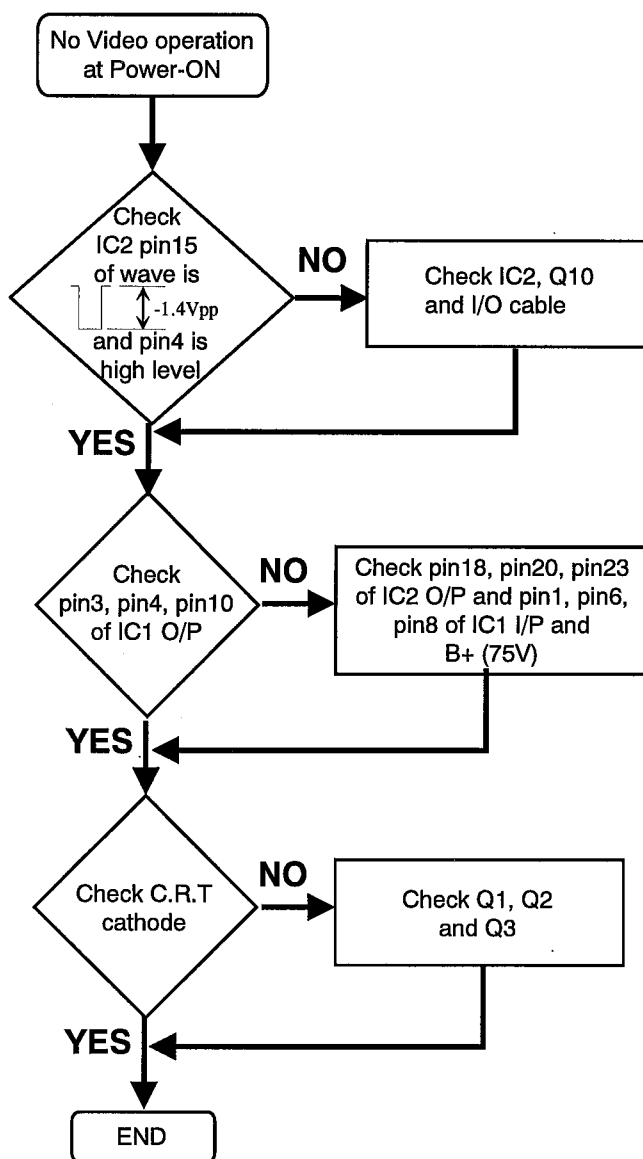 No Video operation
at Power-ON
Check
IC2 pin15
of wave is
-1.4Vpp
and pin4 is
high level
NO
Check IC2, Q10
and I/O cable
YES
Check
pin3, pin4, pin10
of IC1 O/P
NO
Check pin18, pin20, pin23
of IC2 O/P and pin1, pin6,
pin8 of IC1 I/P and
B+ (75V)
YES
Check C.R.T
cathode
NO
Check Q1, Q2
and Q3
YES
END